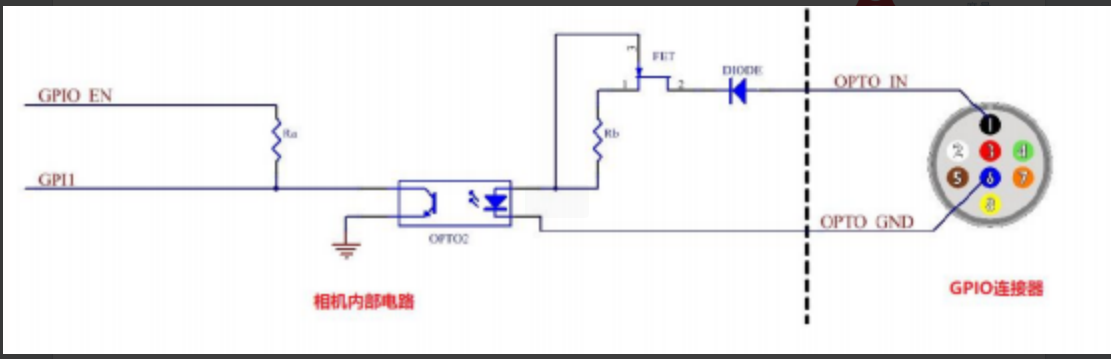 GPIO EN
Ra
GPI1
OPTO2
3
FET
1
2
Rb
DIODE
OPTO IN
OPTO GND
1
2
3
4
5
6
7
8
相机内部电路
GPIO连接器